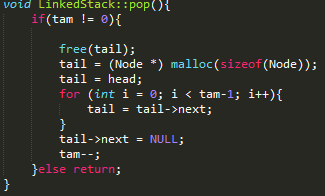 void LinkedStack::pop(){
    if(tam != 0){
        free(tail);
        tail = (Node *) malloc(sizeof(Node));
        tail = head;
        for (int i = 0; i < tam-1; i++){
            tail = tail->next;
        }
        tail->next = NULL;
        tam--;
    }else return;
}